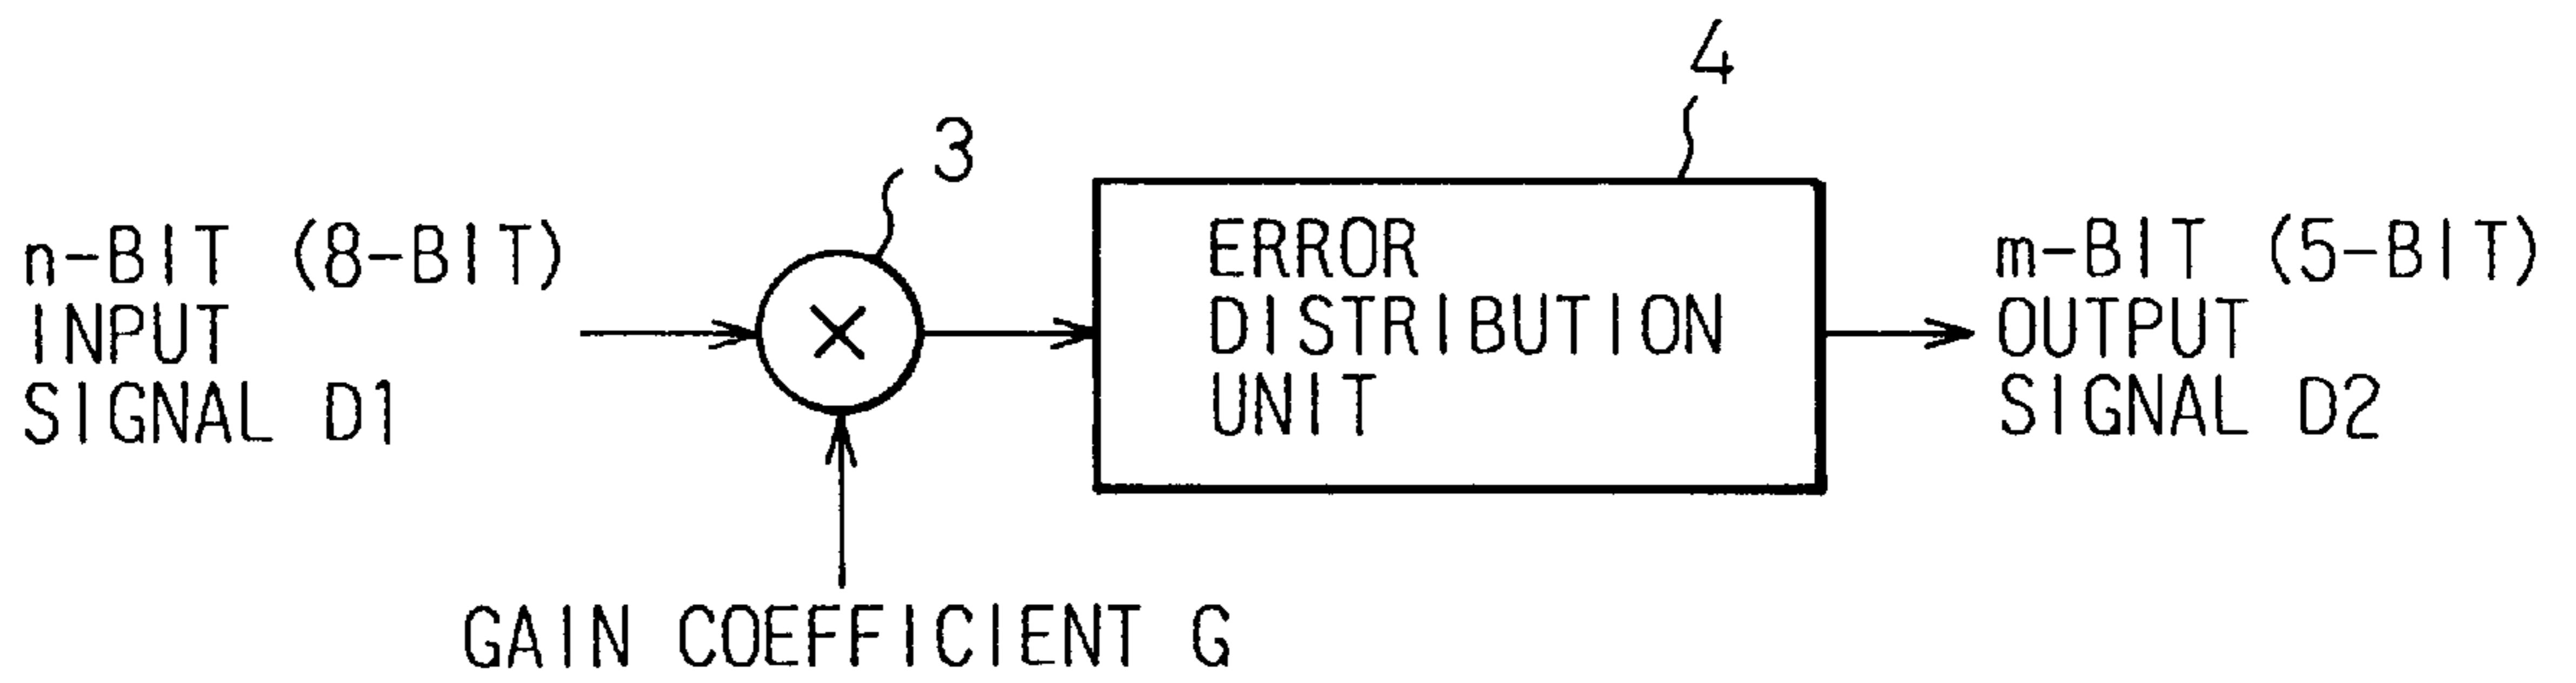 4
3
n-BIT (8-BIT)
INPUT
SIGNAL D1
ERROR
DISTRIBUTION
UNIT
m-BIT (5-BIT)
OUTPUT
SIGNAL D2
GAIN COEFFICIENT G